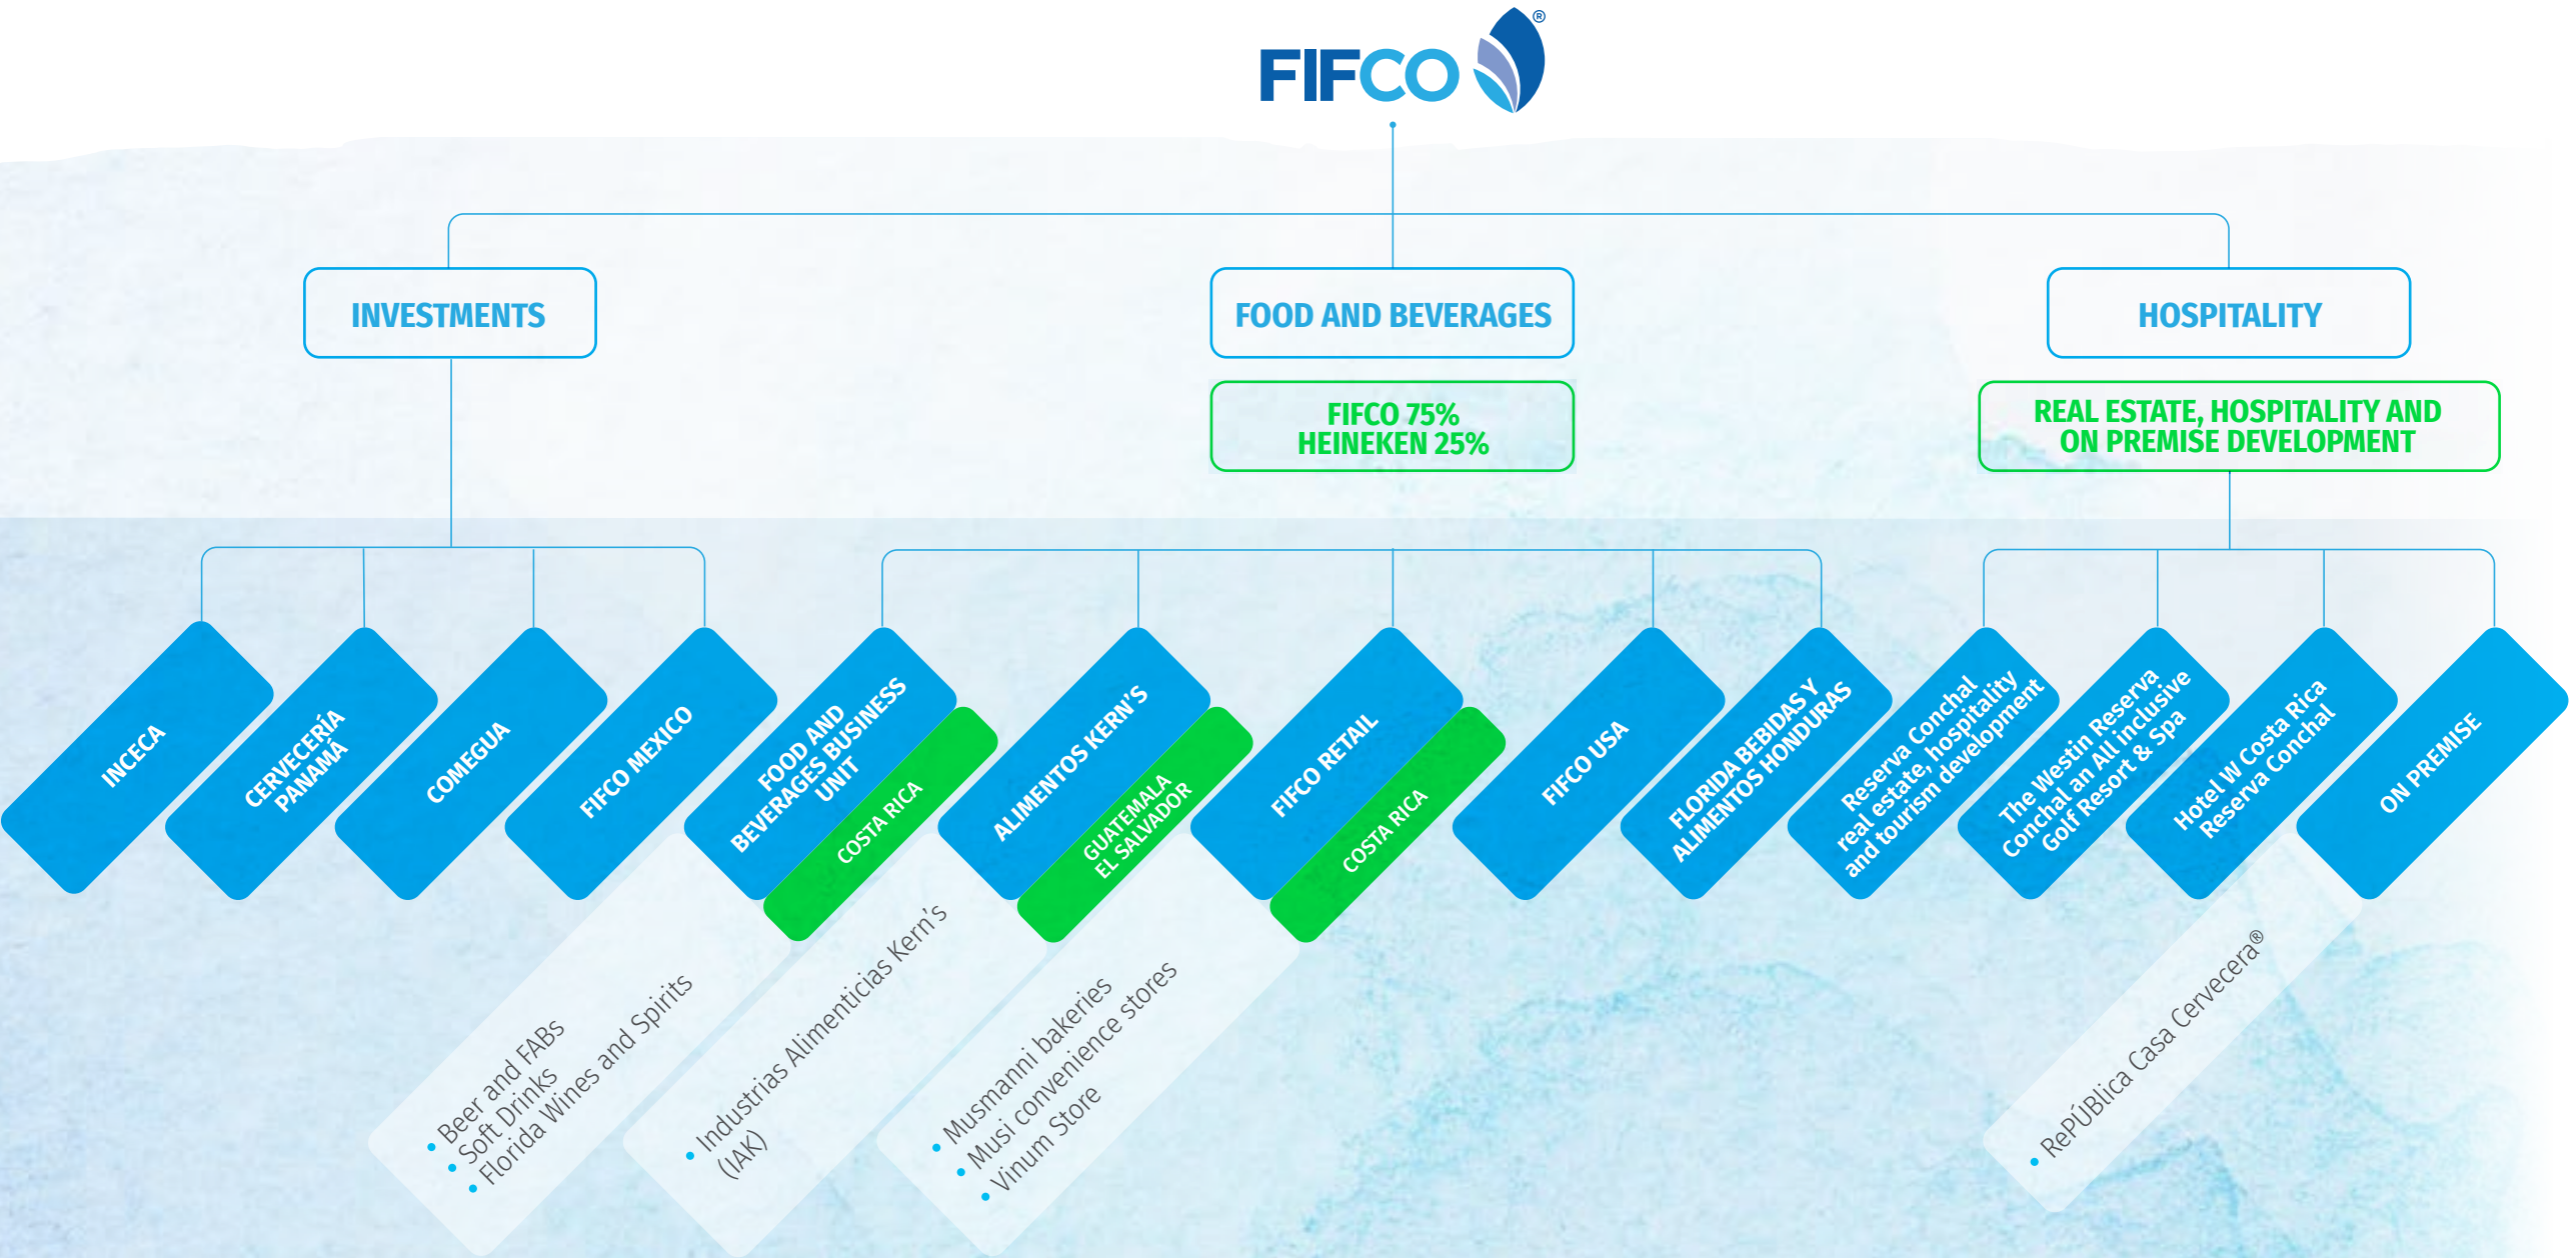 FIFCO ®
INVESTMENTS
FOOD AND BEVERAGES
HOSPITALITY
FIFCO 75%
HEINEKEN 25%
REAL ESTATE, HOSPITALITY AND
ON PREMISE DEVELOPMENT
INCECA
CERVECERÍA
PANAMÁ
COMEGUA
FIFCO MEXICO
FOOD AND
BEVERAGES BUSINESS
UNIT
COSTA RICA
• Beer and FABs
• Soft Drinks
• Florida Wines and Spirits
ALIMENTOS KERN'S
GUATEMALA
EL SALVADOR
• Industrias Alimenticias Kern's
(IAK)
FIFCO RETAIL
COSTA RICA
• Musmanni bakeries
• Musi convenience stores
• Vinum Store
FIFCO USA
FLORIDA BEBIDAS Y
ALIMENTOS HONDURAS
Reserva Conchal
real estate, hospitality
and tourism development
The Westin Reserva
Conchal an All inclusive
Golf Resort & Spa
Hotel W Costa Rica
Reserva Conchal
ON PREMISE
• RePÚBlica Casa Cervecera®